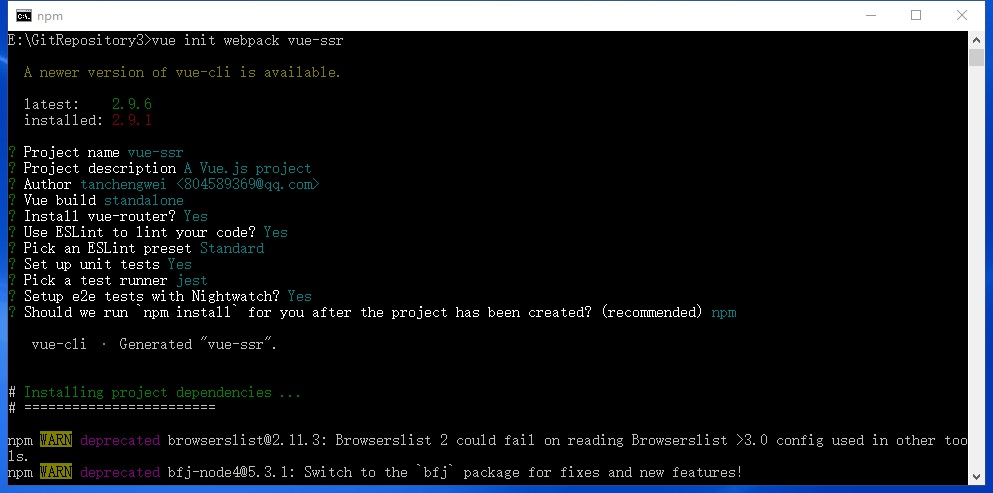 npm
E:\GitRepository3>vue init webpack vue-ssr
A newer version of vue-cli is available.
latest: 2.9.6
installed: 2.9.1
? Project name vue-ssr
? Project description A Vue.js project
? Author tanchengwei <804589369@qq.com>
? Vue build standalone
? Install vue-router? Yes
? Use ESLint to lint your code? Yes
? Pick an ESLint preset Standard
? Set up unit tests Yes
? Pick a test runner jest
? Setup e2e tests with Nightwatch? Yes
? Should we run `npm install` for you after the project has been created? (recommended) npm
vue-cli · Generated "vue-ssr".
# Installing project dependencies ...
# ========================
npm WARN deprecated browserslist@2.11.3: Browserslist 2 could fail on reading Browserslist >3.0 config used in other too
ls.
npm WARN deprecated bfj-node4@5.3.1: Switch to the `bfj` package for fixes and new features!